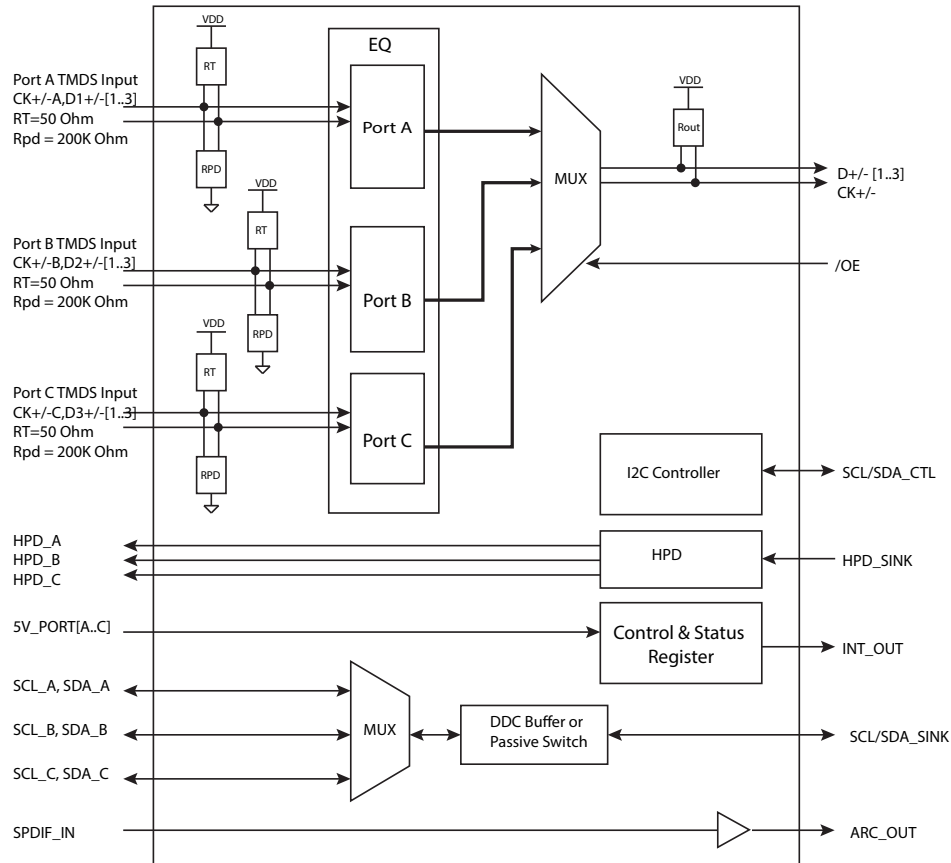 VDD
RT
EQ
Port A TMDS Input
CK+/-A,D1+/-[1..3]
RT=50 Ohm
Rpd = 200K Ohm
Port A
RPD
VDD
Rout
MUX
D+/- [1..3]
CK+/-
VDD
RT
Port B TMDS Input
CK+/-B,D2+/-[1..3]
RT=50 Ohm
Rpd = 200K Ohm
Port B
RPD
/OE
VDD
RT
Port C TMDS Input
CK+/-C,D3+/-[1..3]
RT=50 Ohm
Rpd = 200K Ohm
Port C
RPD
I2C Controller
SCL/SDA_CTL
HPD_A
HPD_B
HPD_C
HPD
HPD_SINK
5V_PORT[A..C]
Control & Status
Register
INT_OUT
SCL_A, SDA_A
SCL_B, SDA_B
SCL_C, SDA_C
MUX
DDC Buffer or
Passive Switch
SCL/SDA_SINK
SPDIF_IN
ARC_OUT